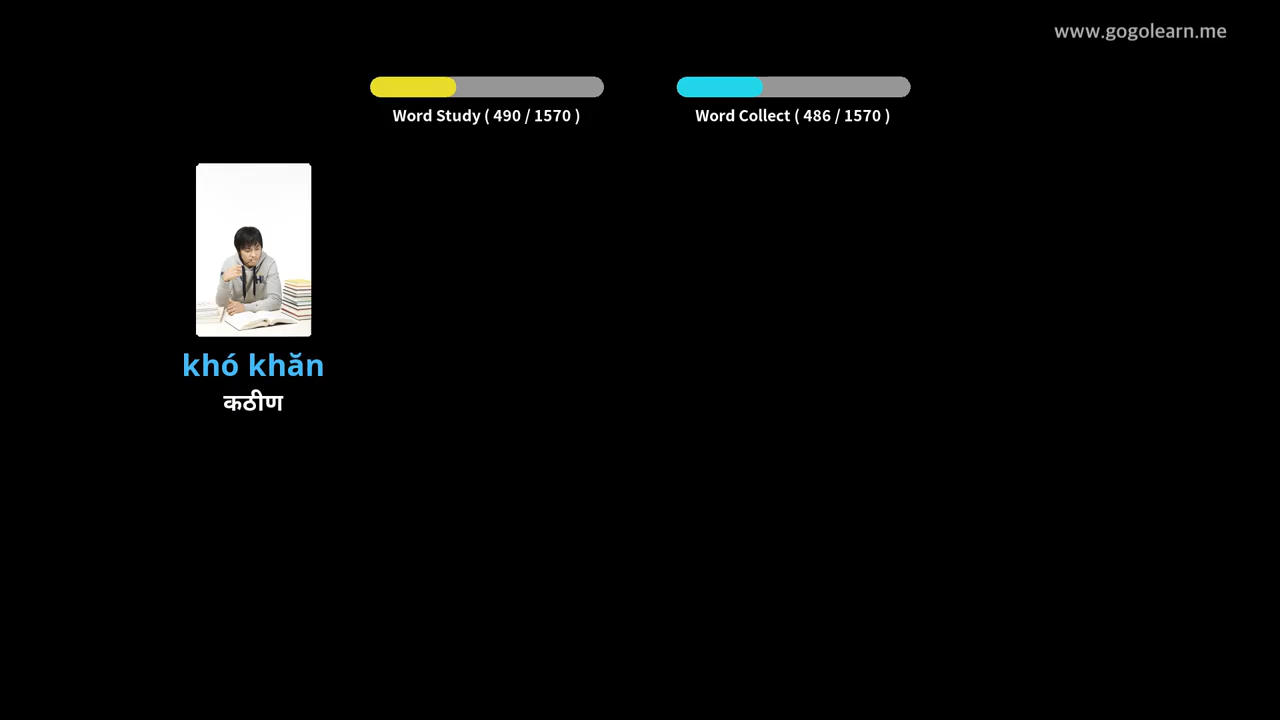 www.gogolearn.me
Word Study ( 490 / 1570 )
Word Collect ( 486 / 1570 )
khó khăn
कठीण